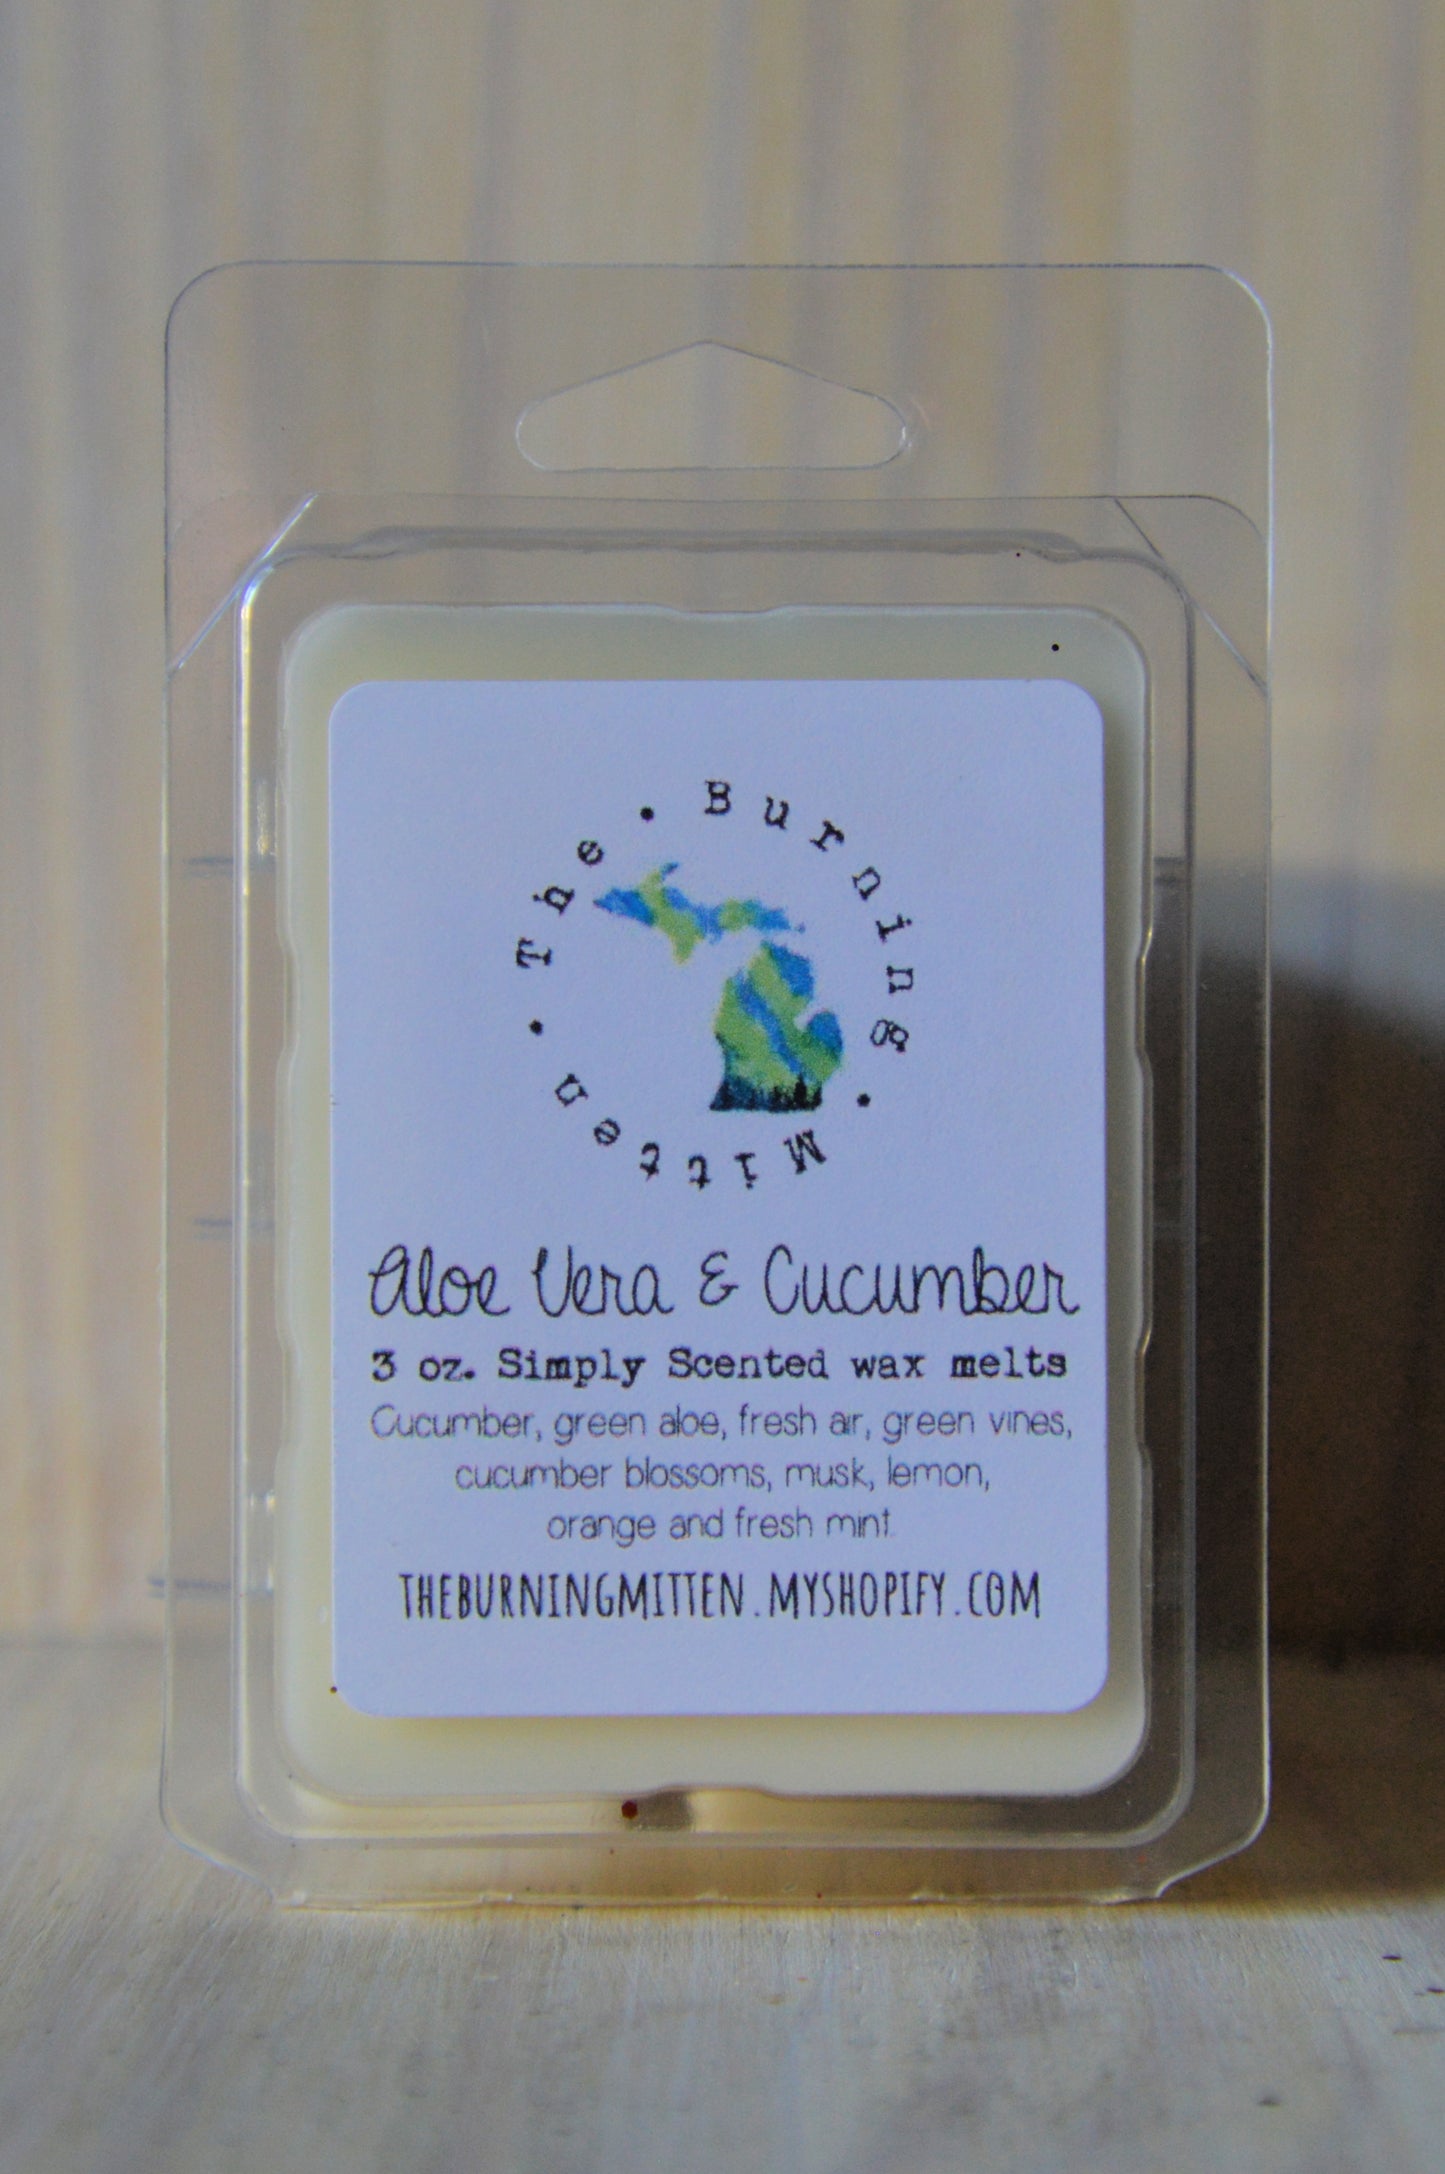 The • Burning • Mitten •
Aloe Vera & Cucumber
3 oz. Simply Scented wax melts
Cucumber, green aloe, fresh air, green vines,
cucumber blossoms, musk, lemon,
orange and fresh mint.
THEBURNINGMITTEN.MYSHOPIFY.COM